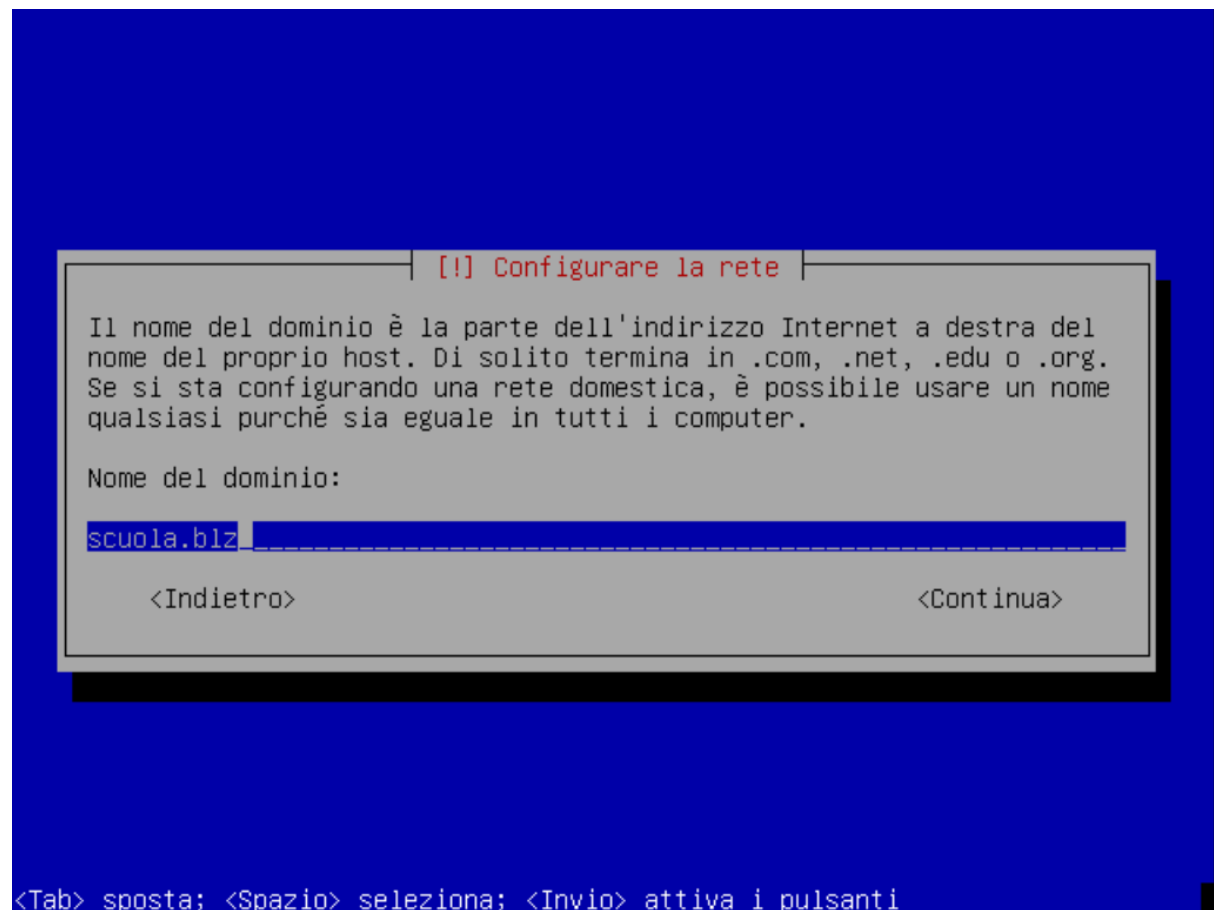 [!] Configurare la rete
Il nome del dominio è la parte dell'indirizzo Internet a destra del
nome del proprio host. Di solito termina in .com, .net, .edu o .org.
Se si sta configurando una rete domestica, è possibile usare un nome
qualsiasi purché sia eguale in tutti i computer.
Nome del dominio:
scuola.blz
<Indietro> <Continua>
<Tab> sposta; <Spazio> seleziona; <Invio> attiva i pulsanti